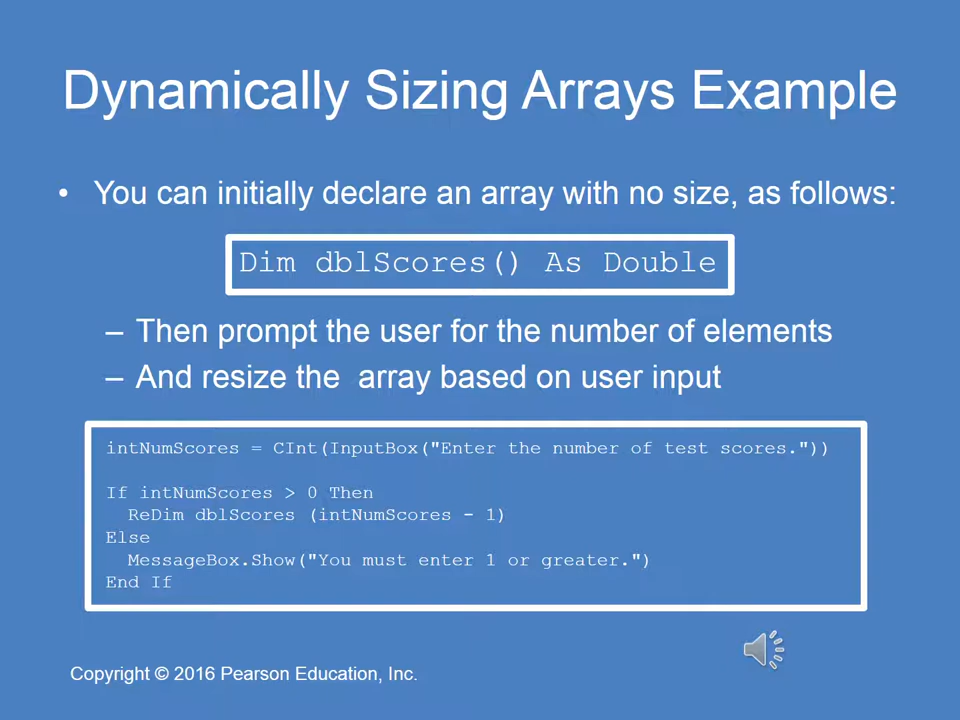 Dynamically Sizing Arrays Example
• You can initially declare an array with no size, as follows:
Dim dblScores() As Double
– Then prompt the user for the number of elements
– And resize the  array based on user input
intNumScores = CInt(InputBox("Enter the number of test scores."))
If intNumScores > 0 Then
  ReDim dblScores (intNumScores - 1)
Else
  MessageBox.Show("You must enter 1 or greater.")
End If
Copyright © 2016 Pearson Education, Inc.